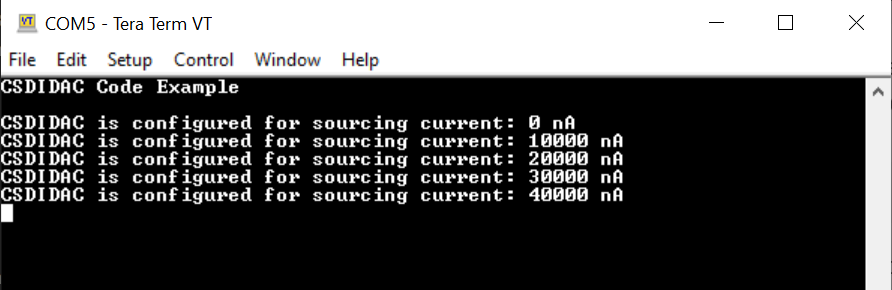 VT
COM5 - Tera Term VT
File Edit Setup Control Window Help
CSDIDAC Code Example
CSDIDAC is configured for sourcing current: 0 nA
CSDIDAC is configured for sourcing current: 10000 nA
CSDIDAC is configured for sourcing current: 20000 nA
CSDIDAC is configured for sourcing current: 30000 nA
CSDIDAC is configured for sourcing current: 40000 nA